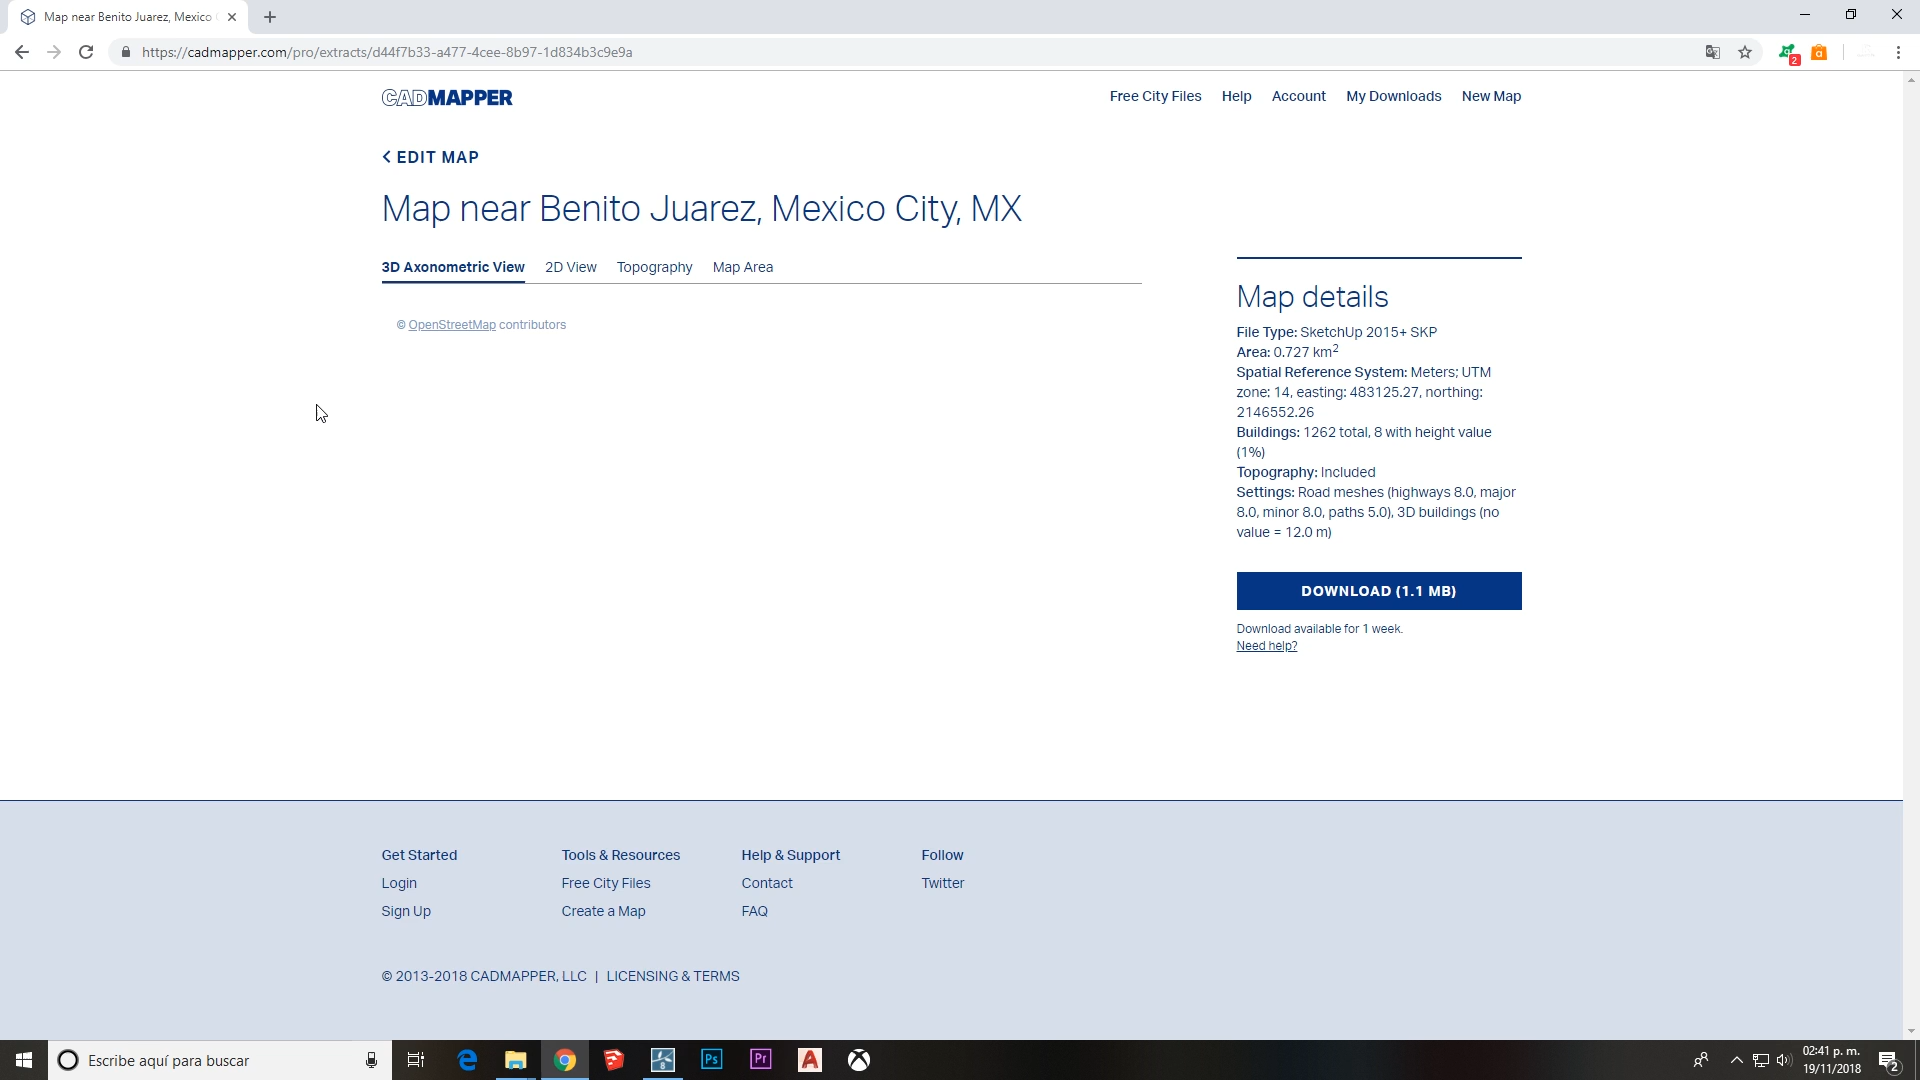 Map near Benito Juarez, Mexico
https://cadmapper.com/pro/extracts/d44f7b33-a477-4cee-8b97-1d834b3c9e9a
2
CADMAPPER
Free City Files Help Account My Downloads New Map
EDIT MAP
Map near Benito Juarez, Mexico City, MX
3D Axonometric View 2D View Topography Map Area
© OpenStreetMap contributors
Map details
File Type: SketchUp 2015+ SKP
Area: 0.727 km2
Spatial Reference System: Meters; UTM
zone: 14, easting: 483125.27, northing:
2146552.26
Buildings: 1262 total, 8 with height value
(1%)
Topography: Included
Settings: Road meshes (highways 8.0, major
8.0, minor 8.0, paths 5.0), 3D buildings (no
value = 12.0 m)
DOWNLOAD (1.1 MB)
Download available for 1 week.
Need help?
Get Started
Login
Sign Up
Tools & Resources
Free City Files
Create a Map
Help & Support
Contact
FAQ
Follow
Twitter
© 2013-2018 CADMAPPER, LLC | LICENSING & TERMS
Escribe aquí para buscar
8
Ps
Pr
02:41 p. m.
19/11/2018
2